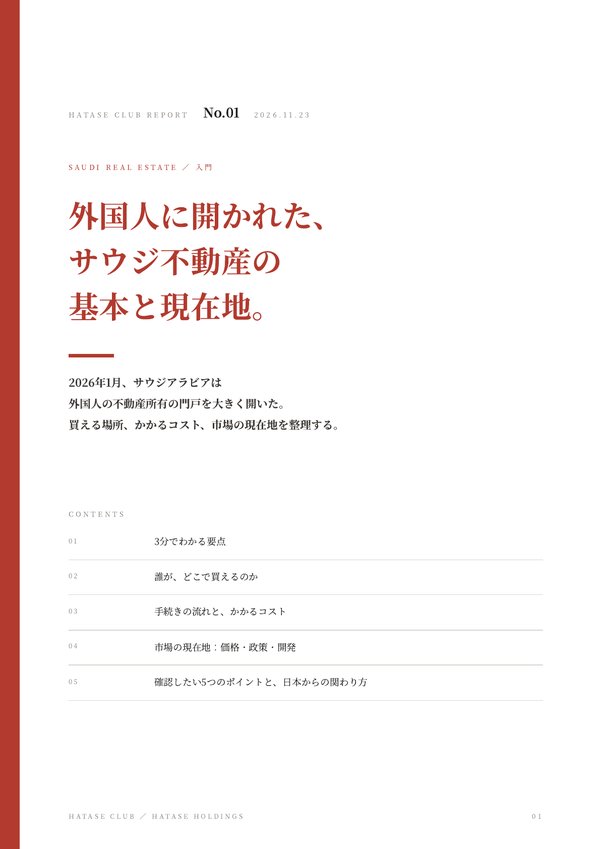 HATASE CLUB REPORT No.01 2026.11.23
SAUDI REAL ESTATE ／ 入門
外国人に開かれた、
サウジ不動産の
基本と現在地。
2026年1月、サウジアラビアは
外国人の不動産所有の門戸を大きく開いた。
買える場所、かかるコスト、市場の現在地を整理する。
CONTENTS
01 3分でわかる要点
02 誰が、どこで買えるのか
03 手続きの流れと、かかるコスト
04 市場の現在地：価格・政策・開発
05 確認したい5つのポイントと、日本からの関わり方
HATASE CLUB ／ HATASE HOLDINGS 01